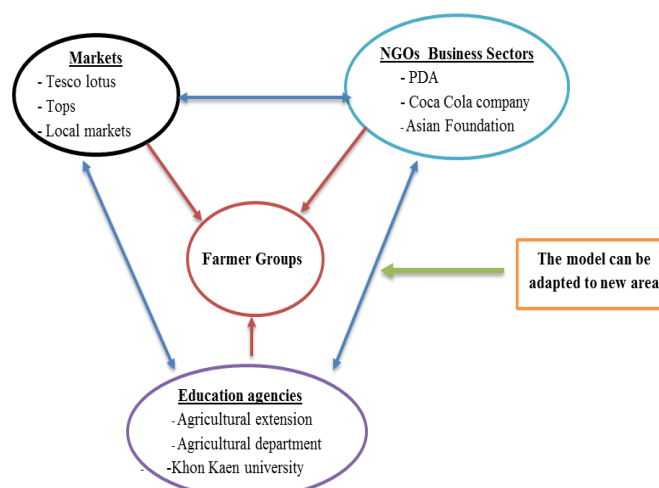 Markets
- Tesco lotus
- Tops
- Local markets
NGOs Business Sectors
- PDA
- Coca Cola company
-Asian Foundation
Farmer Groups
The model can be
adapted to new area
Education agencies
-Agricultural extension
-Agricultural department
- -Khon Kaen university